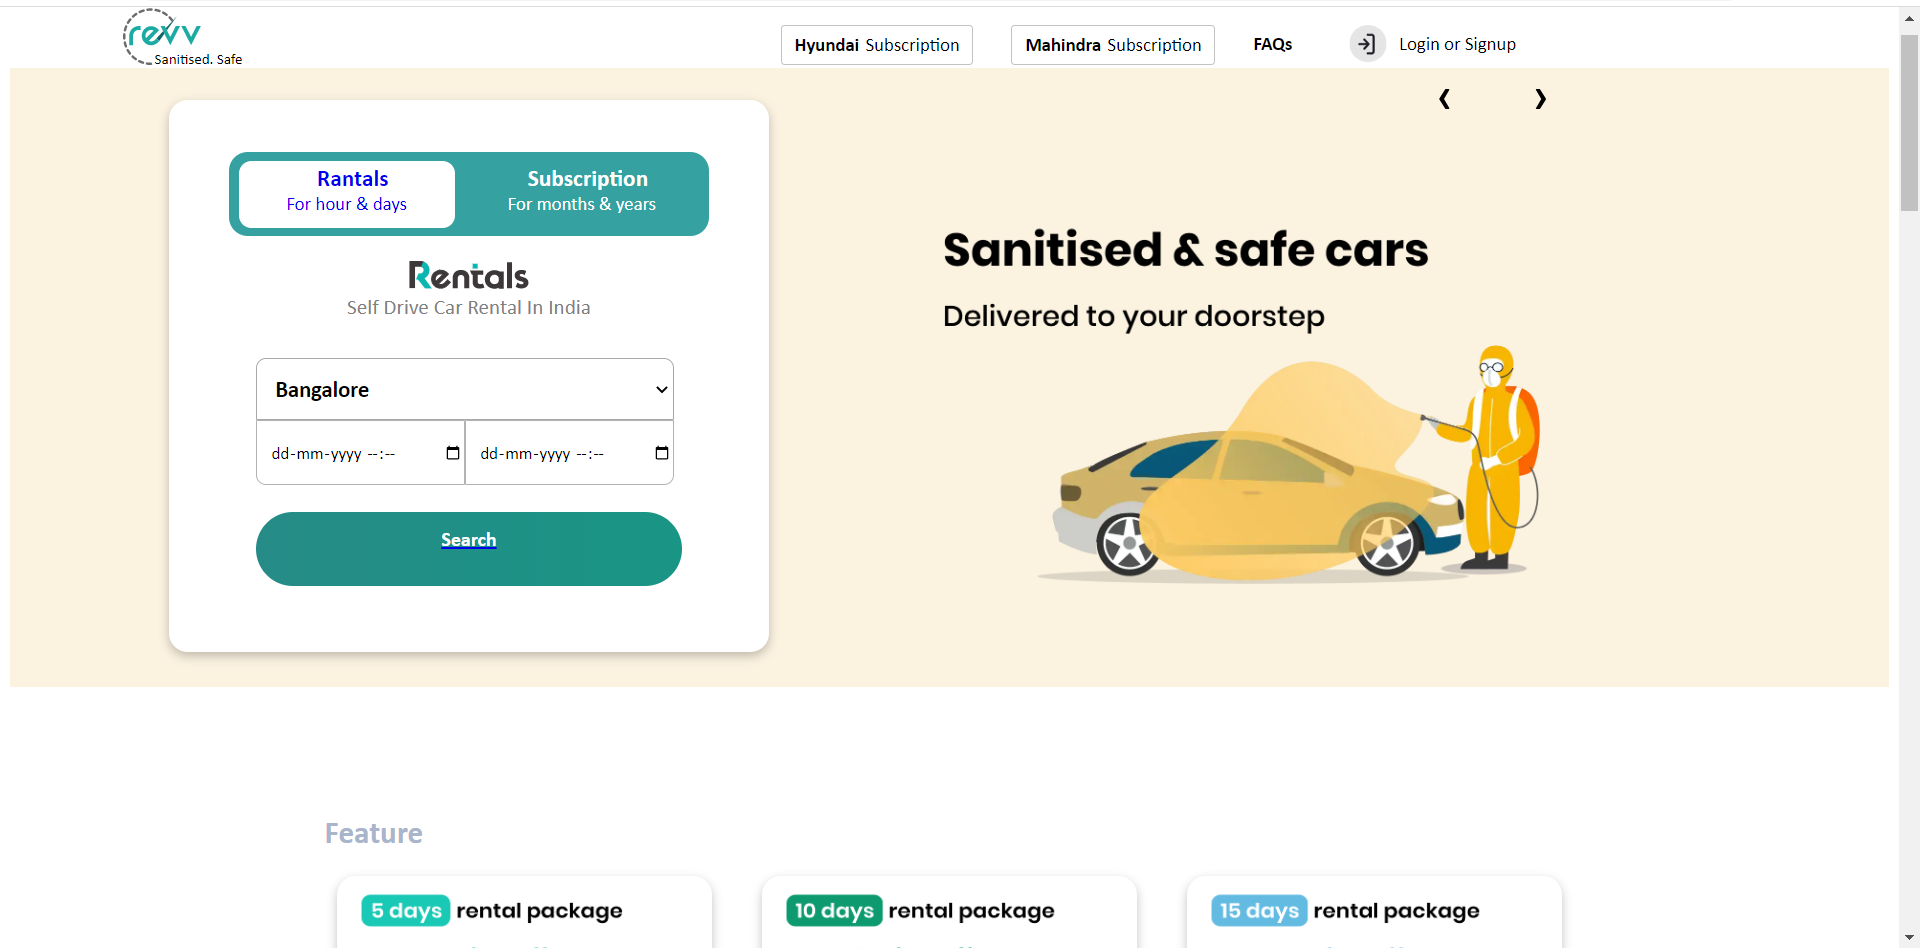 revv
Sanitised. Safe
Hyundai Subscription
Mahindra Subscription
FAQs
Login or Signup
❮ ❯
Rantals
For hour & days
Subscription
For months & years
Rentals
Self Drive Car Rental In India
Bangalore
dd-mm-yyyy --:--
dd-mm-yyyy --:--
Search
Sanitised & safe cars
Delivered to your doorstep
Feature
5 days rental package
10 days rental package
15 days rental package